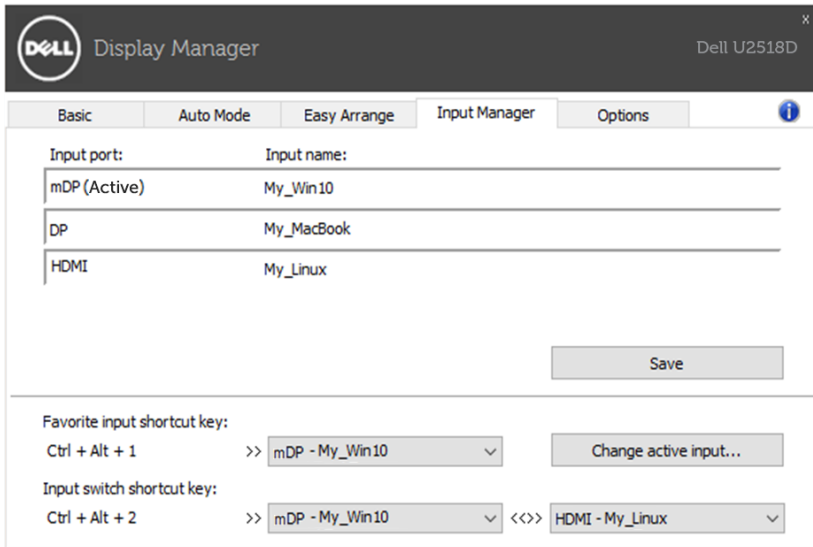 DELL Display Manager Dell U2518D x
Basic Auto Mode Easy Arrange Input Manager Options i
Input port: Input name:
mDP (Active) My_Win10
DP My_MacBook
HDMI My_Linux
Save
Favorite input shortcut key:
Ctrl + Alt + 1 >> mDP - My_Win10 Change active input...
Input switch shortcut key:
Ctrl + Alt + 2 >> mDP - My_Win10 <<>> HDMI - My_Linux